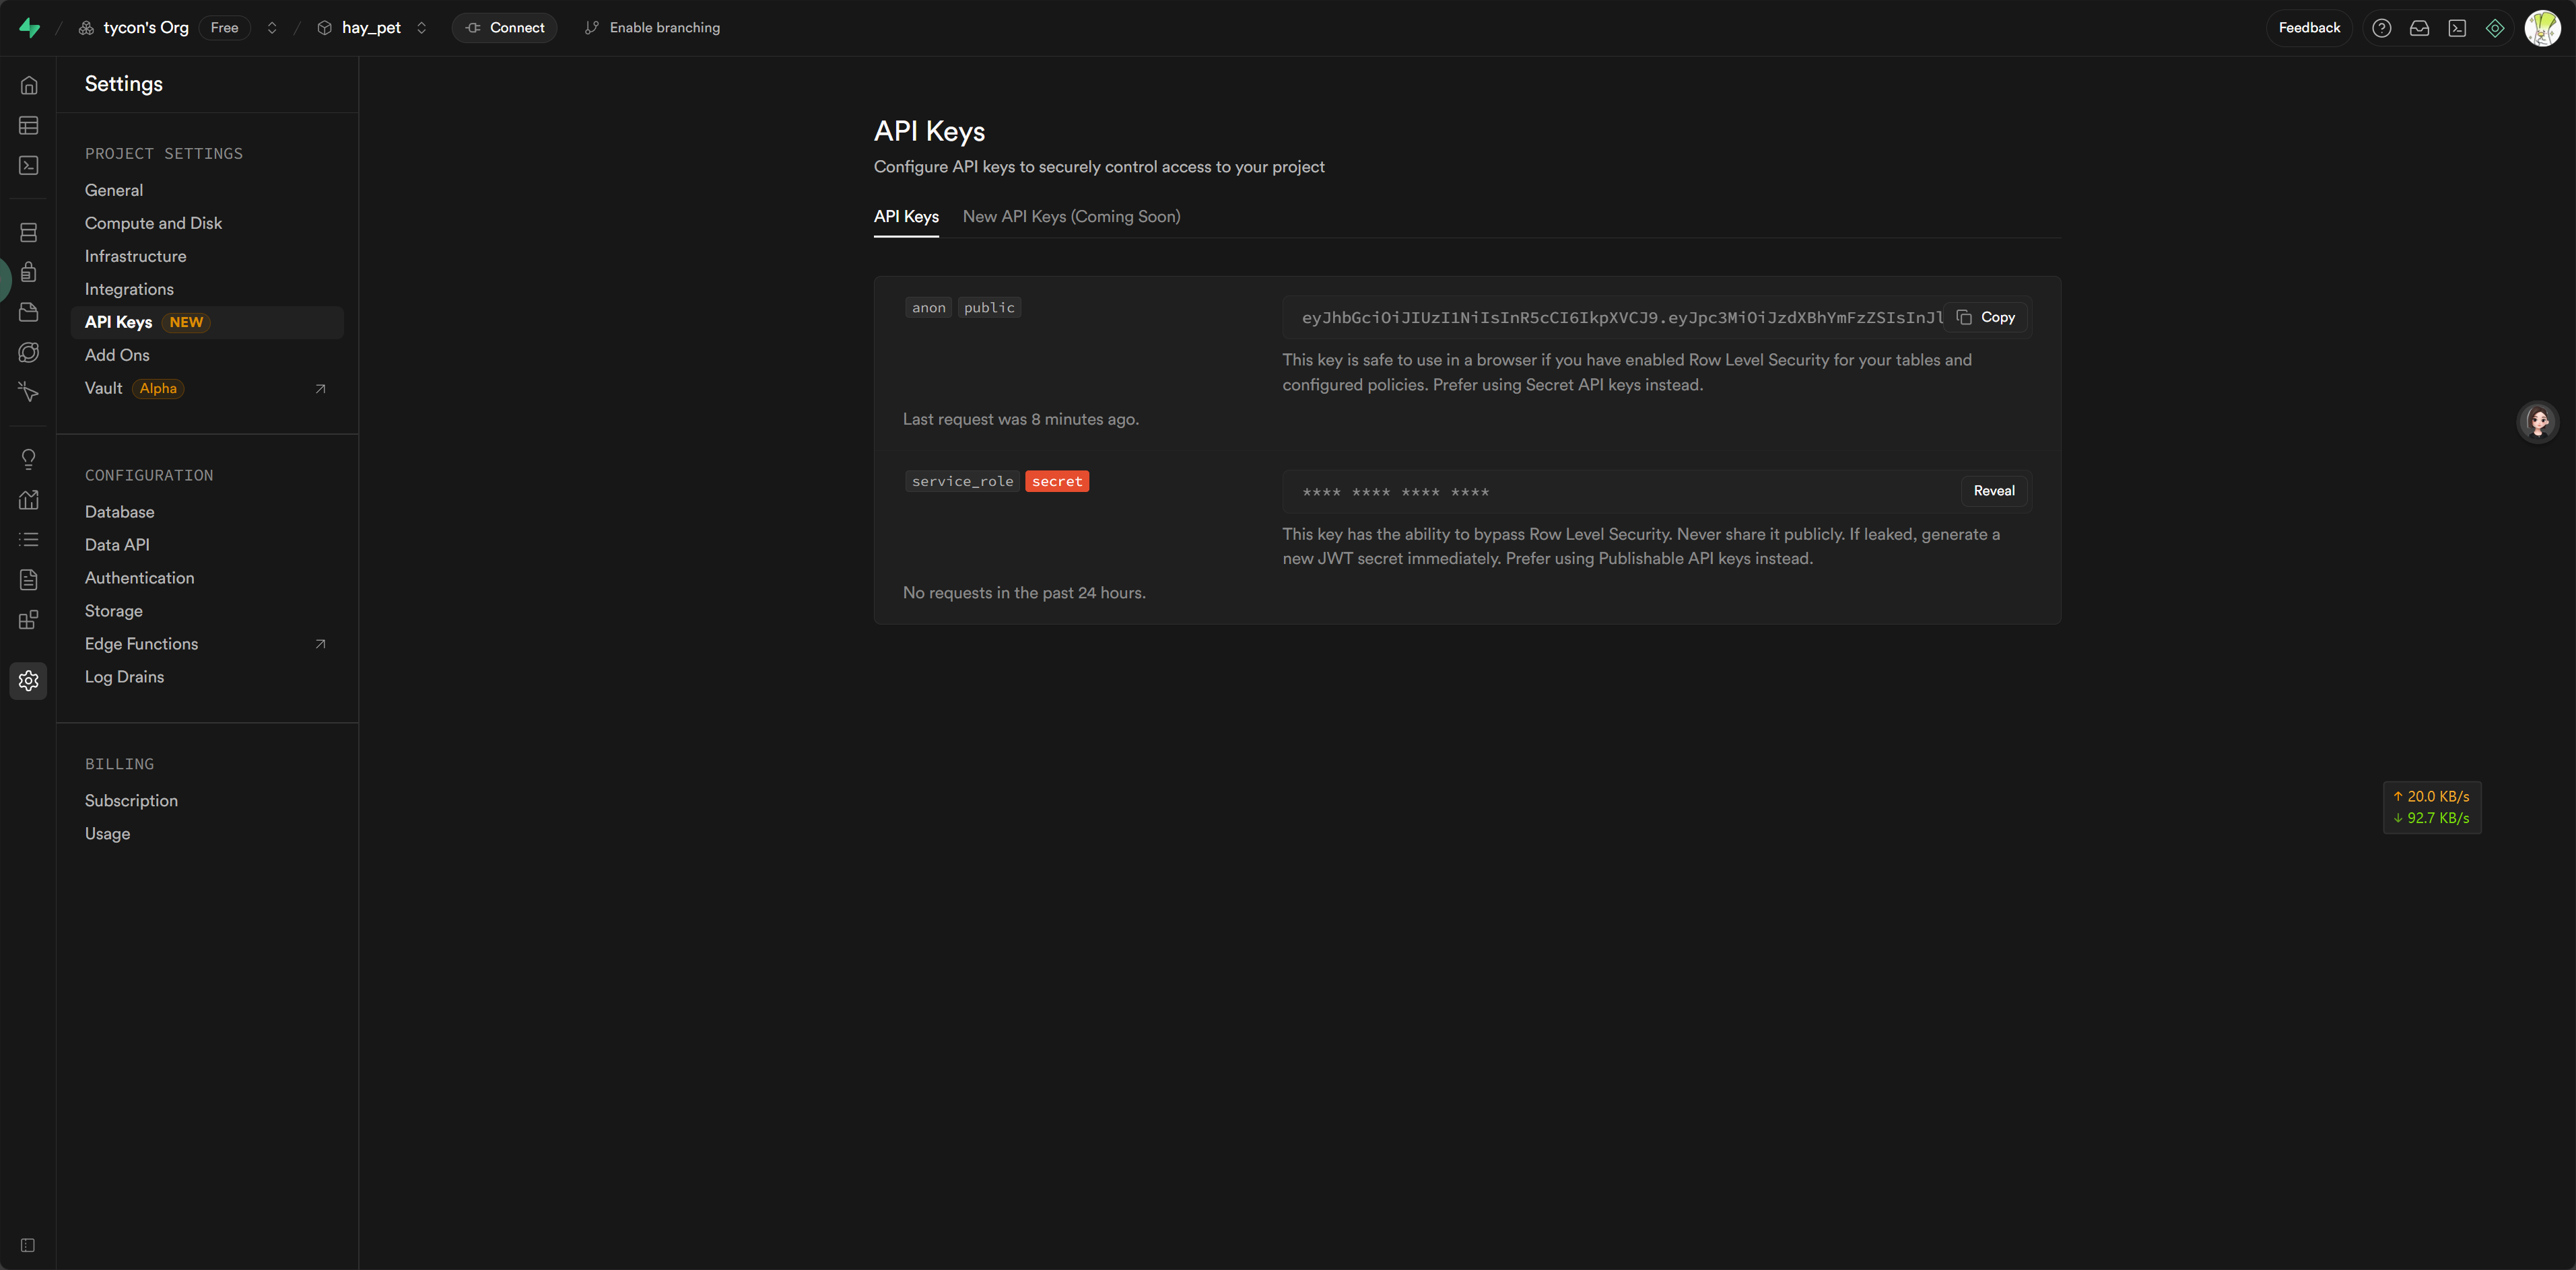 tycon's Org Free hay_pet Connect Enable branching Feedback
Settings
PROJECT SETTINGS
General
Compute and Disk
Infrastructure
Integrations
API Keys NEW
Add Ons
Vault Alpha
CONFIGURATION
Database
Data API
Authentication
Storage
Edge Functions
Log Drains
BILLING
Subscription
Usage
API Keys
Configure API keys to securely control access to your project
API Keys New API Keys (Coming Soon)
anon public
eyJhbGciOiJIUzI1NiIsInR5cCI6IkpXVCJ9.eyJpc3MiOiJzdXBhYmFzZSIsInJl Copy
This key is safe to use in a browser if you have enabled Row Level Security for your tables and
configured policies. Prefer using Secret API keys instead.
Last request was 8 minutes ago.
service_role secret
**** **** **** **** Reveal
This key has the ability to bypass Row Level Security. Never share it publicly. If leaked, generate a
new JWT secret immediately. Prefer using Publishable API keys instead.
No requests in the past 24 hours.
↑ 20.0 KB/s
↓ 92.7 KB/s